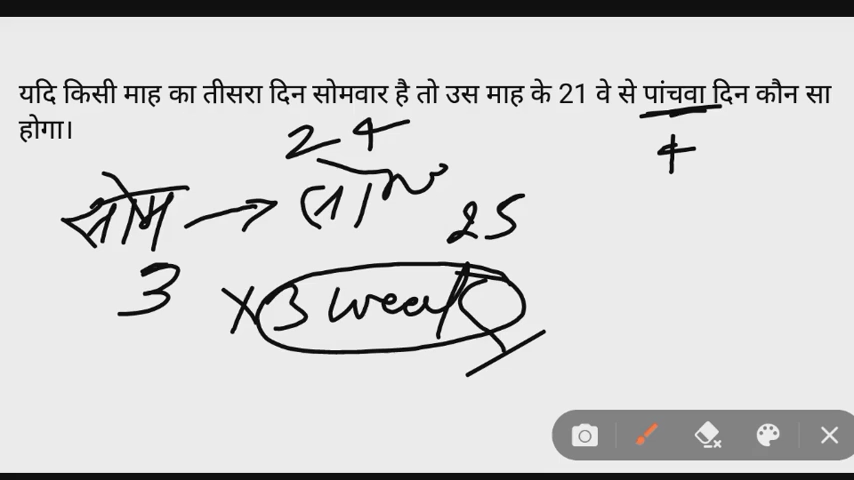 यदि किसी माह का तीसरा दिन सोमवार है तो उस माह के 21 वे से पांचवा दिन कौन सा
होगा।
24
4
सोम → सोम
25
3
× 3 week